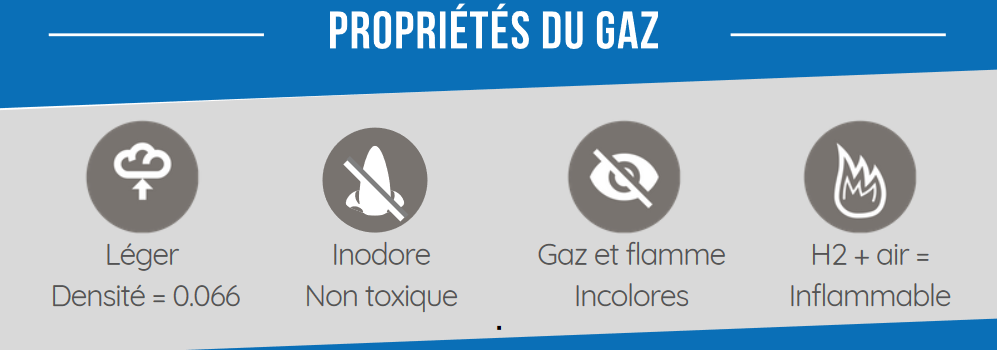 PROPRIÉTÉS DU GAZ
Léger
Densité = 0.066
Inodore
Non toxique
Gaz et flamme
Incolores
H2 + air =
Inflammable